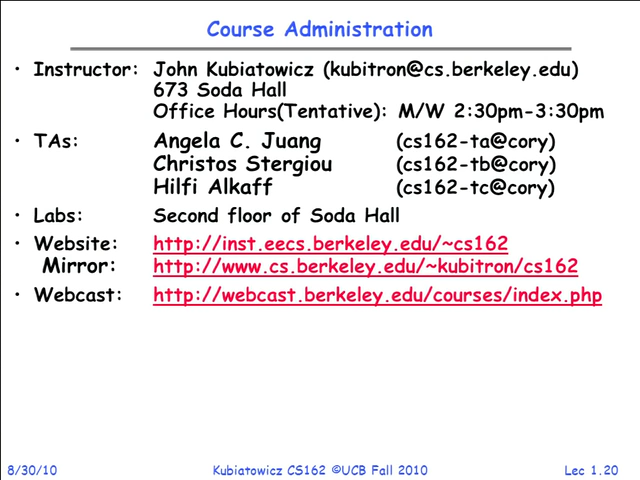 Course Administration
• Instructor: John Kubiatowicz (kubitron@cs.berkeley.edu)
673 Soda Hall
Office Hours(Tentative): M/W 2:30pm-3:30pm
• TAs: Angela C. Juang (cs162-ta@cory)
Christos Stergiou (cs162-tb@cory)
Hilfi Alkaff (cs162-tc@cory)
• Labs: Second floor of Soda Hall
• Website: http://inst.eecs.berkeley.edu/~cs162
Mirror: http://www.cs.berkeley.edu/~kubitron/cs162
• Webcast: http://webcast.berkeley.edu/courses/index.php
8/30/10 Kubiatowicz CS162 ©UCB Fall 2010 Lec 1.20